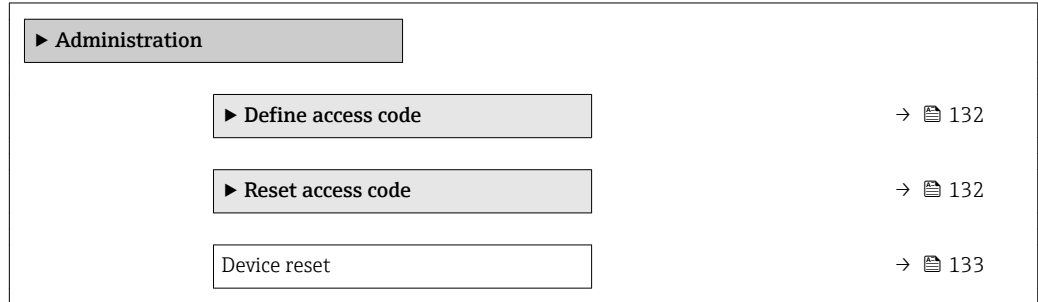 ▶ Administration
▶ Define access code → 132
▶ Reset access code → 132
Device reset → 133